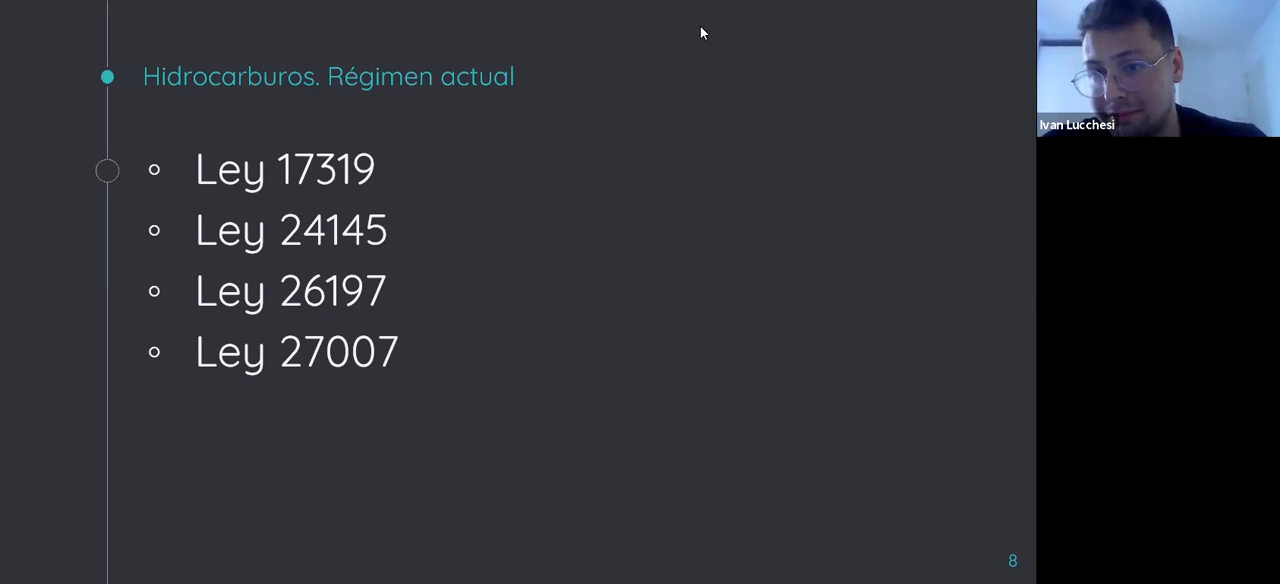 Hidrocarburos. Régimen actual
Ley 17319
Ley 24145
Ley 26197
Ley 27007
8
Ivan Lucchesi